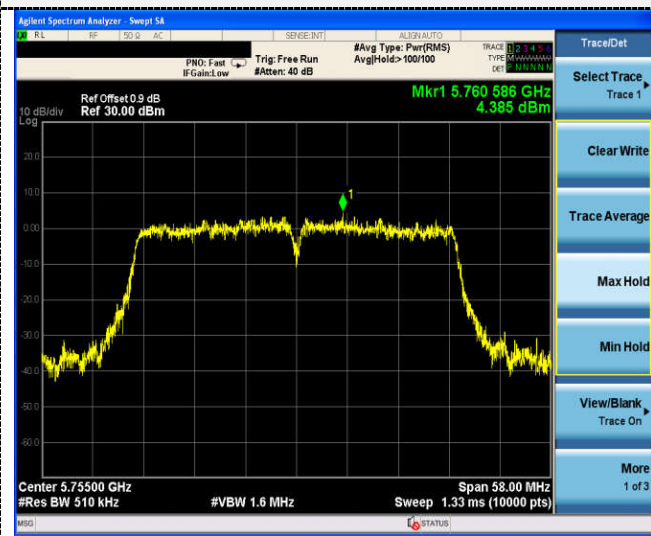 Agilent Spectrum Analyzer - Swept SA
RL RF 50 Ω AC SENSE:INT ALIGN AUTO
PNO: Fast IFGain:Low
Trig: Free Run #Atten: 40 dB
#Avg Type: Pwr(RMS) Avg|Hold:>100/100
TRACE 1 2 3 4 5 6
TYPE M
DET P N N N N N
Ref Offset 0.9 dB
10 dB/div Ref 30.00 dBm
Log
Mkr1 5.760 586 GHz
4.385 dBm
20.0
10.0
0.00
-10.0
-20.0
-30.0
-40.0
-50.0
-60.0
1
Center 5.75500 GHz Span 58.00 MHz
#Res BW 510 kHz #VBW 1.6 MHz Sweep 1.33 ms (10000 pts)
MSG STATUS
Trace/Det
Select Trace
Trace 1
Clear Write
Trace Average
Max Hold
Min Hold
View/Blank
Trace On
More
1 of 3